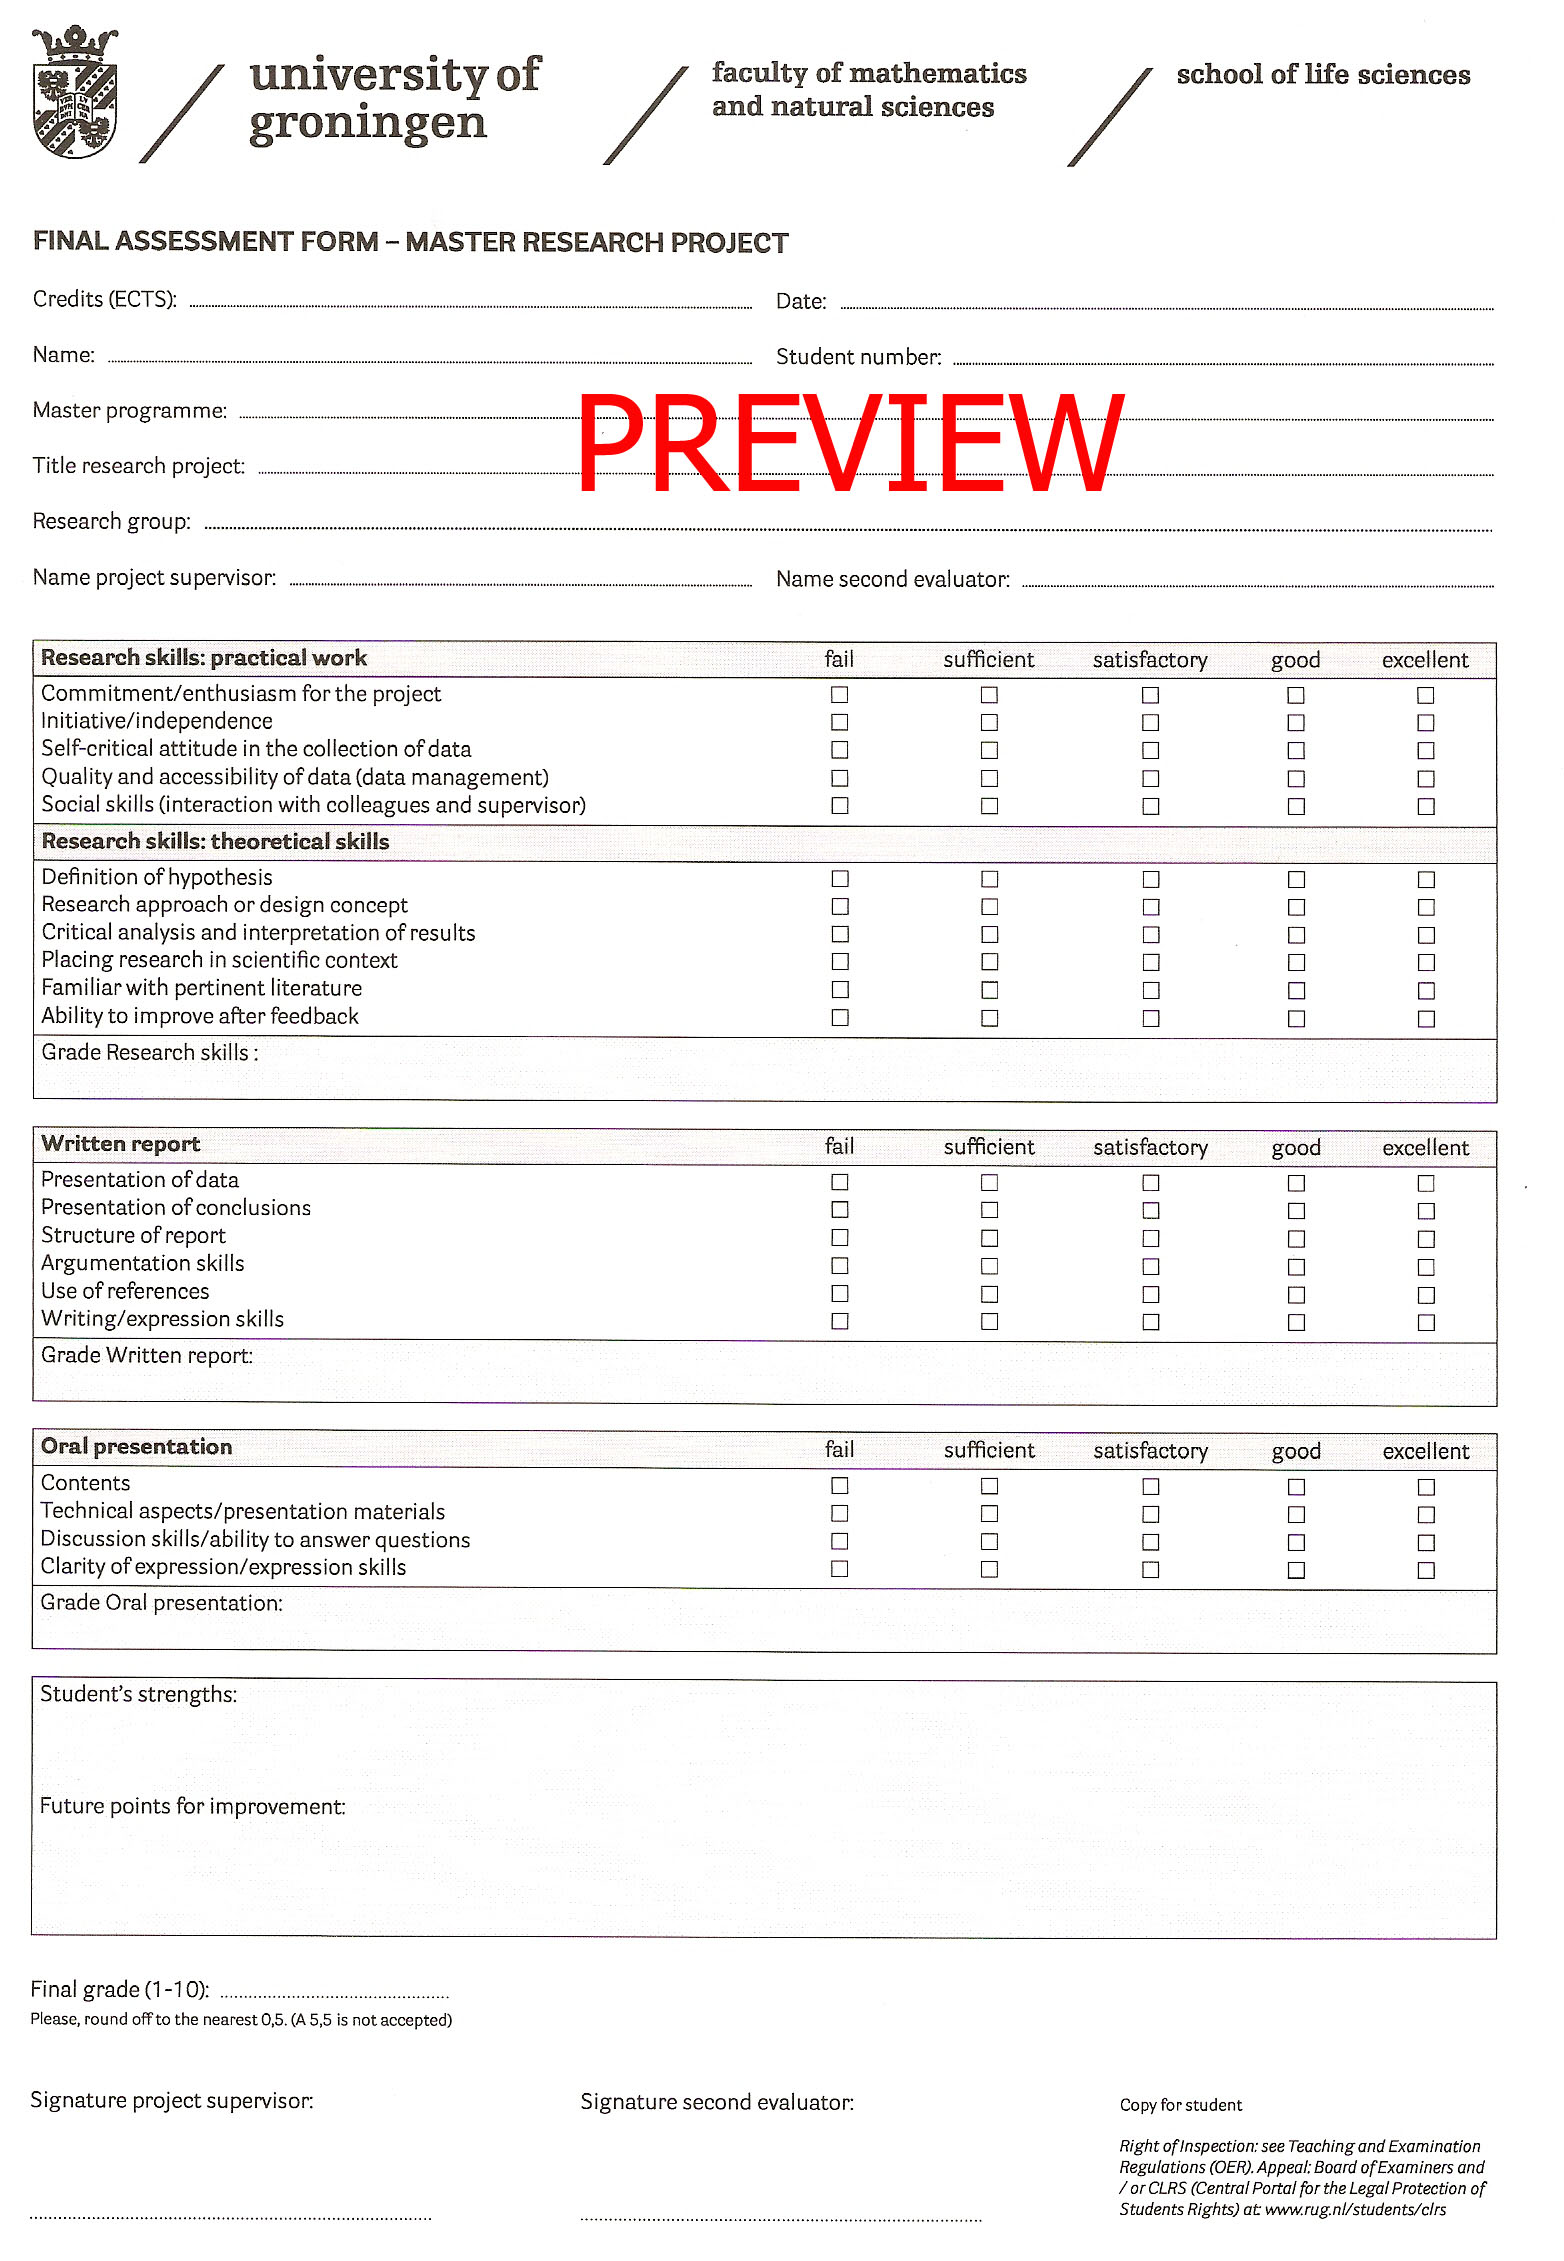 university of
groningen
faculty of mathematics
and natural sciences
school of life sciences
FINAL ASSESSMENT FORM – MASTER RESEARCH PROJECT
Credits (ECTS): Date:
Name: Student number:
Master programme:
PREVIEW
Title research project:
Research group:
Name project supervisor: Name second evaluator:
Research skills: practical work fail sufficient satisfactory good excellent
Commitment/enthusiasm for the project
Initiative/independence
Self-critical attitude in the collection of data
Quality and accessibility of data (data management)
Social skills (interaction with colleagues and supervisor)
Research skills: theoretical skills
Definition of hypothesis
Research approach or design concept
Critical analysis and interpretation of results
Placing research in scientific context
Familiar with pertinent literature
Ability to improve after feedback
Grade Research skills :
Written report fail sufficient satisfactory good excellent
Presentation of data
Presentation of conclusions
Structure of report
Argumentation skills
Use of references
Writing/expression skills
Grade Written report:
Oral presentation fail sufficient satisfactory good excellent
Contents
Technical aspects/presentation materials
Discussion skills/ability to answer questions
Clarity of expression/expression skills
Grade Oral presentation:
Student's strengths:
Future points for improvement:
Final grade (1-10):
Please, round off to the nearest 0,5. (A 5,5 is not accepted)
Signature project supervisor: Signature second evaluator:
Copy for student
Right of Inspection: see Teaching and Examination
Regulations (OER). Appeal: Board of Examiners and
/ or CLRS (Central Portal for the Legal Protection of
Students Rights) at: www.rug.nl/students/clrs